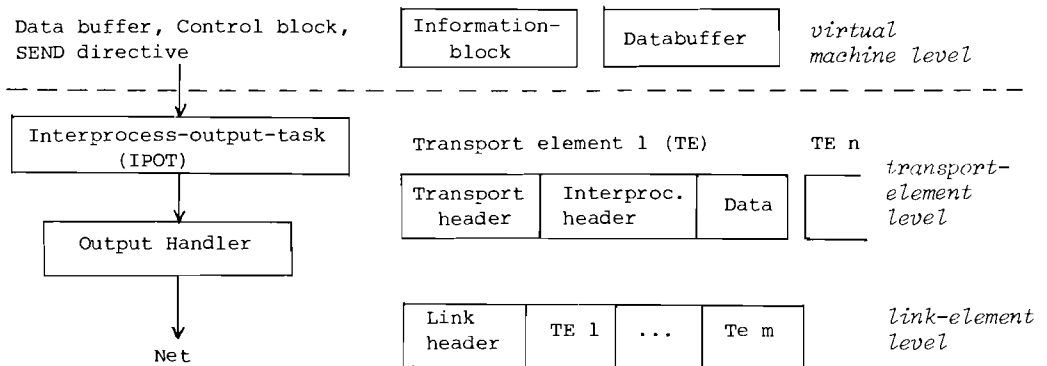 Data buffer, Control block,
SEND directive
Information-
block
Databuffer
virtual
machine level
Interprocess-output-task
(IPOT)
Transport element 1 (TE)
TE n
transport-
element
level
Transport
header
Interproc.
header
Data
Output Handler
Link
header
TE 1
...
Te m
link-element
level
Net